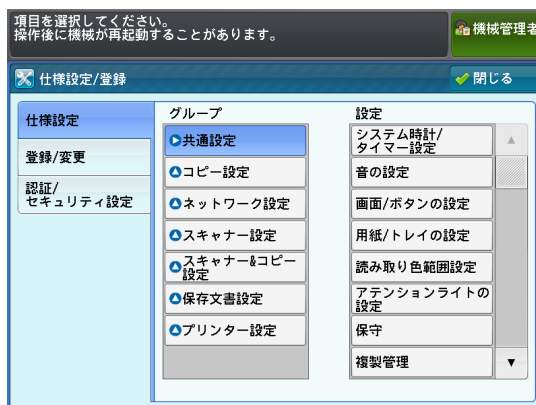 項目を選択してください。
操作後に機械が再起動することがあります。
機械管理者
仕様設定/登録
閉じる
仕様設定
登録/変更
認証/
セキュリティ設定
グループ
共通設定
コピー設定
ネットワーク設定
スキャナー設定
スキャナー&コピー
設定
保存文書設定
プリンター設定
設定
システム時計/
タイマー設定
音の設定
画面/ボタンの設定
用紙/トレイの設定
読み取り色範囲設定
アテンションライトの
設定
保守
複製管理